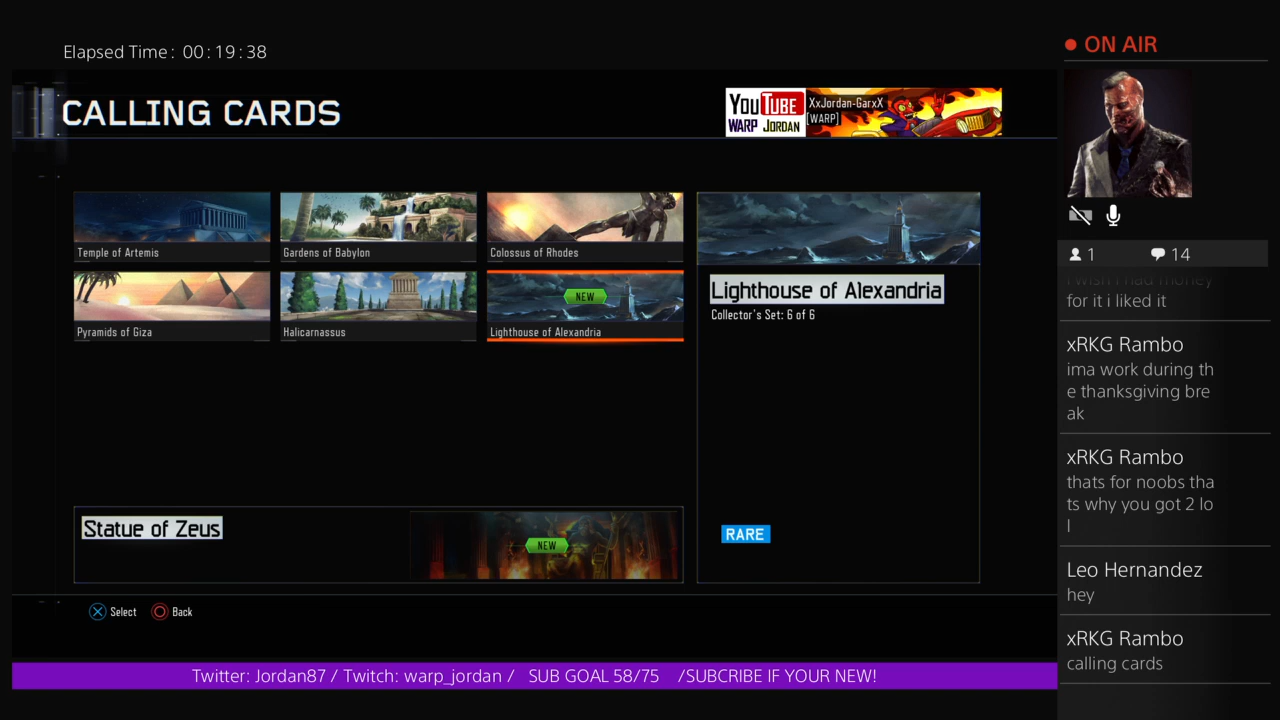 Elapsed Time: 00:19:38
ON AIR
CALLING CARDS
YouTube
WARP JORDAN
XxJordan-GarxX
[WARP]
Temple of Artemis
Gardens of Babylon
Colossus of Rhodes
Pyramids of Giza
Halicarnassus
NEW
Lighthouse of Alexandria
Lighthouse of Alexandria
Collector's Set: 6 of 6
RARE
Statue of Zeus
NEW
Select
Back
Twitter: Jordan87 / Twitch: warp_jordan / SUB GOAL 58/75 /SUBCRIBE IF YOUR NEW!
1
14
i wish i had money
for it i liked it
xRKG Rambo
ima work during th
e thanksgiving bre
ak
xRKG Rambo
thats for noobs tha
ts why you got 2 lo
l
Leo Hernandez
hey
xRKG Rambo
calling cards